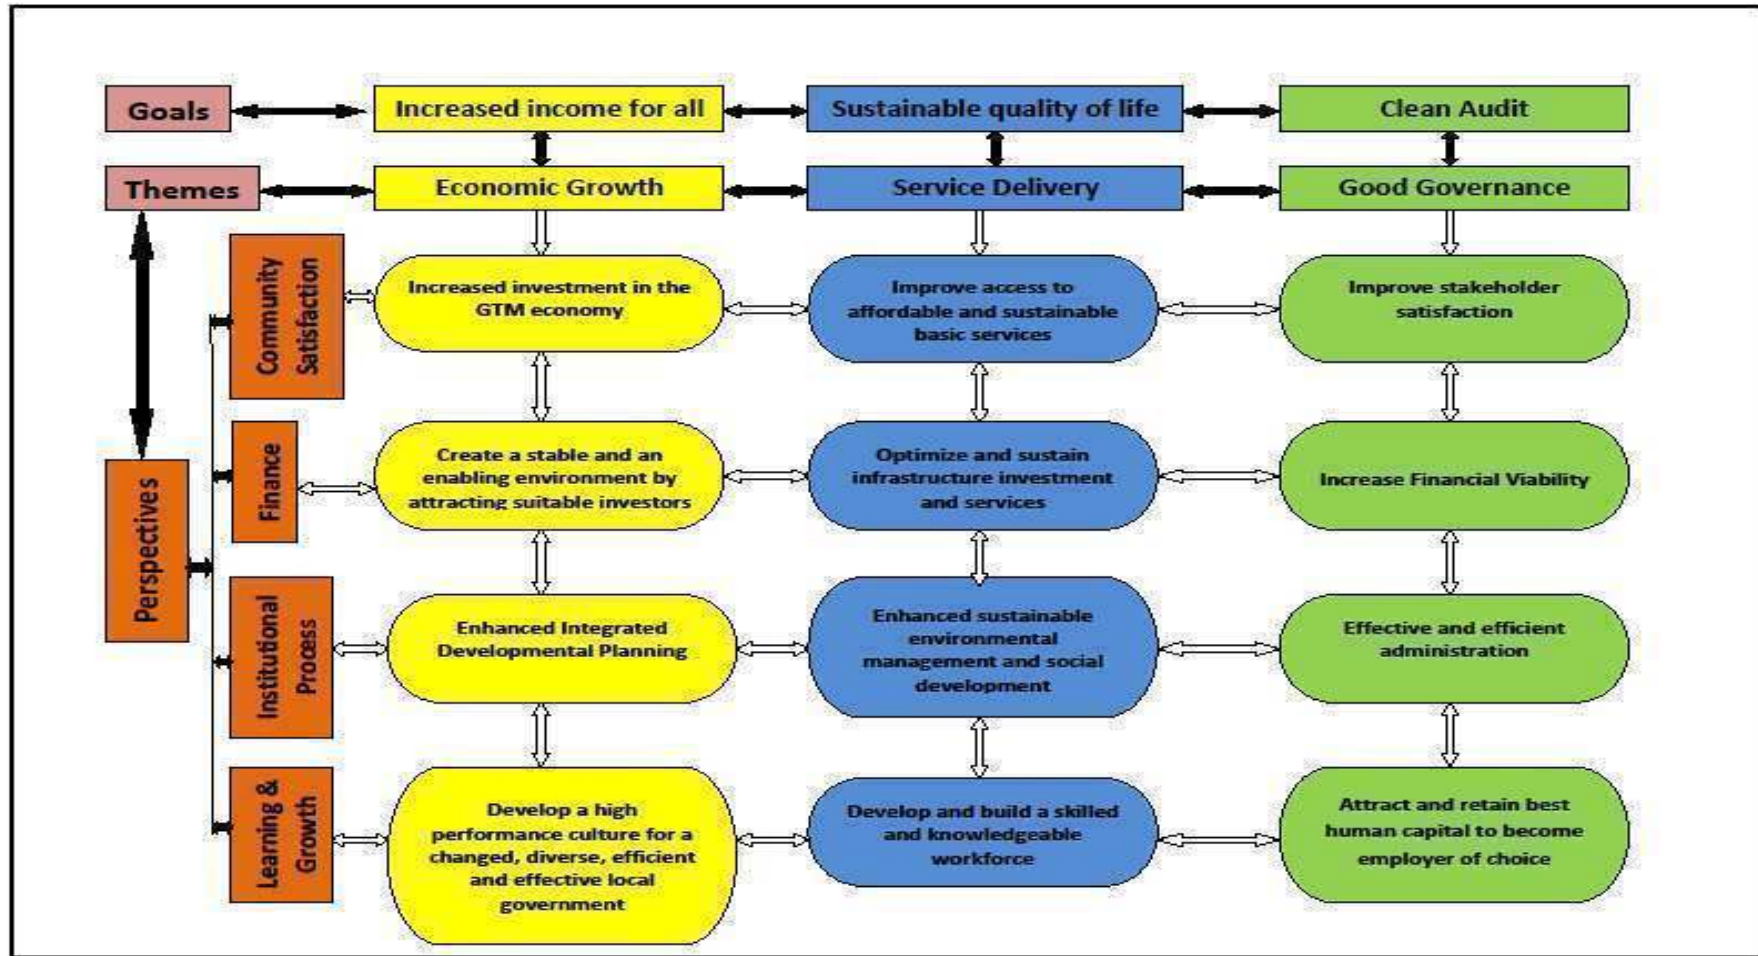 Goals
Increased income for all
Sustainable quality of life
Clean Audit
Themes
Economic Growth
Service Delivery
Good Governance
Perspectives
Community
Satisfaction
Increased investment in the
GTM economy
Improve access to
affordable and sustainable
basic services
Improve stakeholder
satisfaction
Finance
Create a stable and an
enabling environment by
attracting suitable investors
Optimize and sustain
infrastructure investment
and services
Increase Financial Viability
Institutional
Process
Enhanced Integrated
Developmental Planning
Enhanced sustainable
environmental
management and social
development
Effective and efficient
administration
Learning &
Growth
Develop a high
performance culture for a
changed, diverse, efficient
and effective local
government
Develop and build a skilled
and knowledgeable
workforce
Attract and retain best
human capital to become
employer of choice